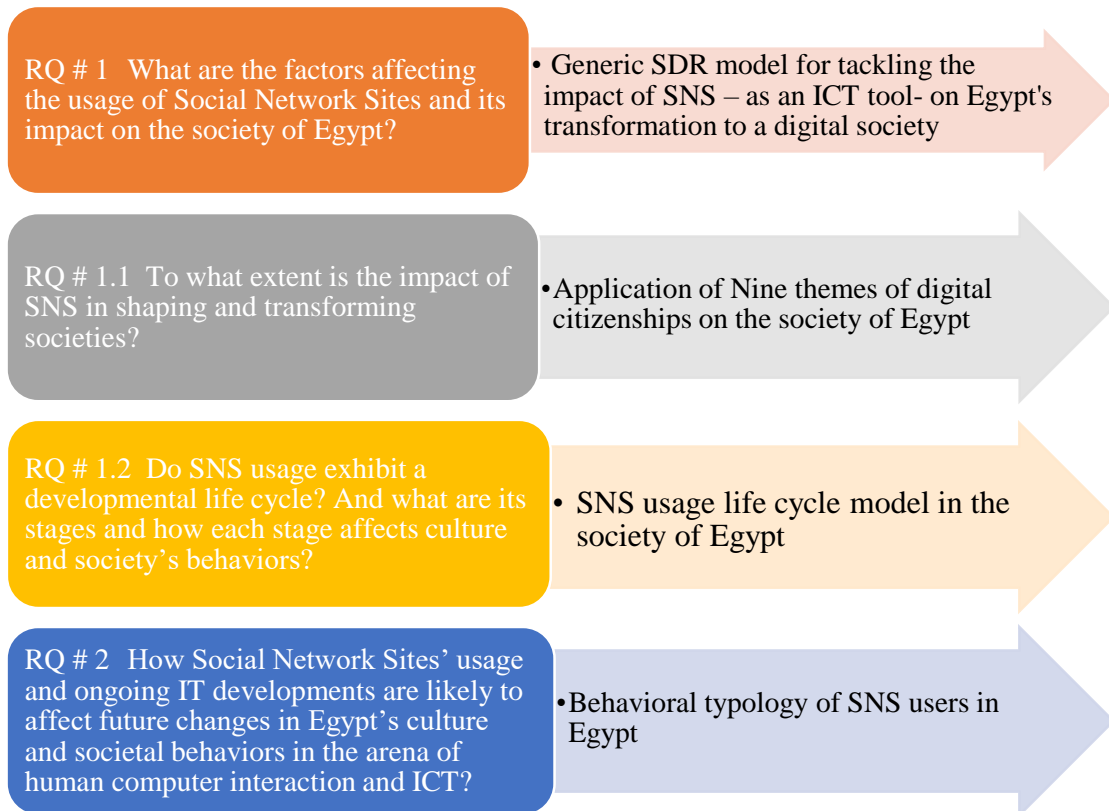 RQ # 1 What are the factors affecting
the usage of Social Network Sites and its
impact on the society of Egypt?
• Generic SDR model for tackling the
impact of SNS – as an ICT tool- on Egypt's
transformation to a digital society
RQ # 1.1 To what extent is the impact of
SNS in shaping and transforming
societies?
•Application of Nine themes of digital
citizenships on the society of Egypt
RQ # 1.2 Do SNS usage exhibit a
developmental life cycle? And what are its
stages and how each stage affects culture
and society’s behaviors?
• SNS usage life cycle model in the
society of Egypt
RQ # 2 How Social Network Sites’ usage
and ongoing IT developments are likely to
affect future changes in Egypt’s culture
and societal behaviors in the arena of
human computer interaction and ICT?
•Behavioral typology of SNS users in
Egypt